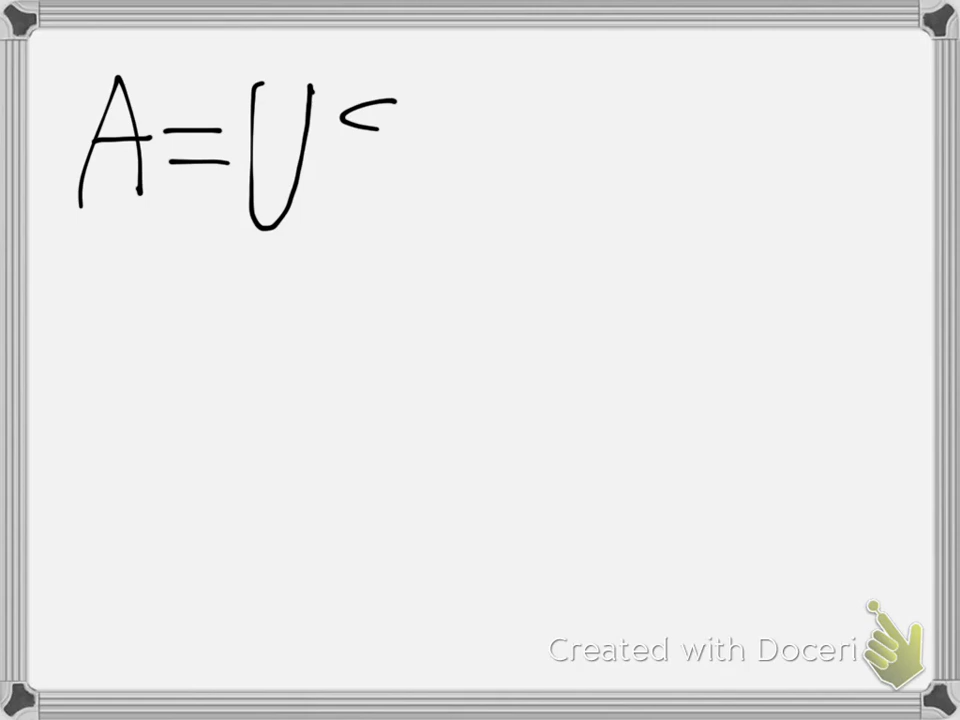 A = U
Created with Doceri